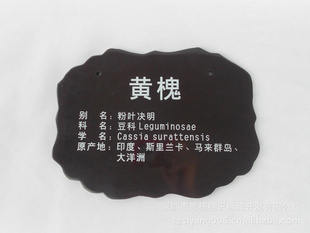 黄槐
别 名：粉叶决明
科 名：豆科 Leguminosae
学 名：Cassia surattensis
原产地：印度、斯里兰卡、马来群岛、
大洋洲